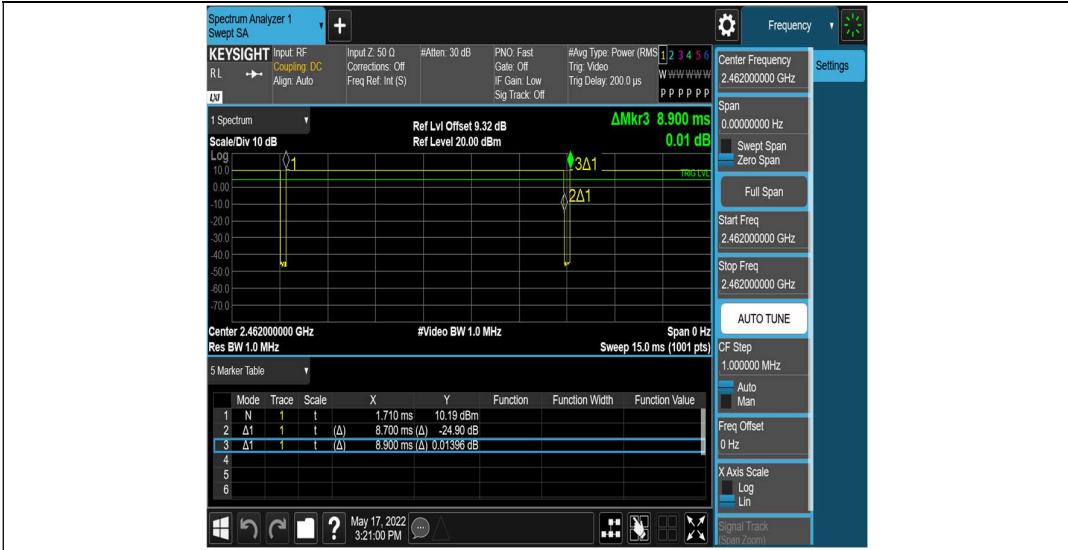 Spectrum Analyzer 1
Swept SA
+
Frequency
KEYSIGHT
RL
LXI
Input: RF
Coupling: DC
Align: Auto
Input Z: 50 Ω
Corrections: Off
Freq Ref: Int (S)
#Atten: 30 dB
PNO: Fast
Gate: Off
IF Gain: Low
Sig Track: Off
#Avg Type: Power (RMS
Trig: Video
Trig Delay: 200.0 µs
1 2 3 4 5 6
W W W W W W
P P P P P P
1 Spectrum
Scale/Div 10 dB
Ref Lvl Offset 9.32 dB
Ref Level 20.00 dBm
ΔMkr3 8.900 ms
0.01 dB
Log
10.0
0.00
-10.0
-20.0
-30.0
-40.0
-50.0
-60.0
-70.0
1
3Δ1
2Δ1
TRIG LVL
Center 2.462000000 GHz
#Video BW 1.0 MHz
Span 0 Hz
Res BW 1.0 MHz
Sweep 15.0 ms (1001 pts)
5 Marker Table
Mode Trace Scale X Y Function Function Width Function Value
1 N 1 t 1.710 ms 10.19 dBm
2 Δ1 1 t (Δ) 8.700 ms (Δ) -24.90 dB
3 Δ1 1 t (Δ) 8.900 ms (Δ) 0.01396 dB
4
5
6
?
May 17, 2022
3:21:00 PM
Center Frequency
2.462000000 GHz
Span
0.00000000 Hz
Swept Span
Zero Span
Full Span
Start Freq
2.462000000 GHz
Stop Freq
2.462000000 GHz
AUTO TUNE
CF Step
1.000000 MHz
Auto
Man
Freq Offset
0 Hz
X Axis Scale
Log
Lin
Signal Track
(Span Zoom)
Settings